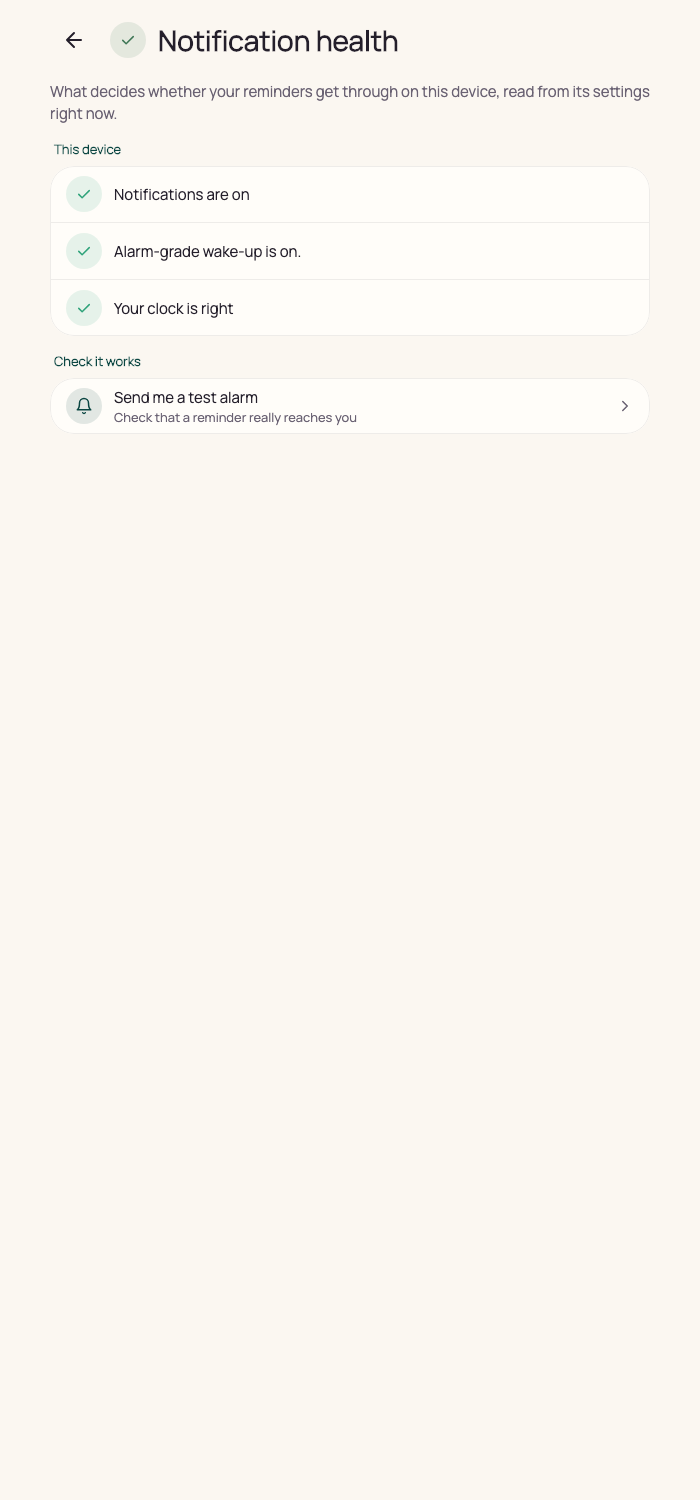 Notification health
What decides whether your reminders get through on this device, read from its settings
right now.
This device
Notifications are on
Alarm-grade wake-up is on.
Your clock is right
Check it works
Send me a test alarm
Check that a reminder really reaches you